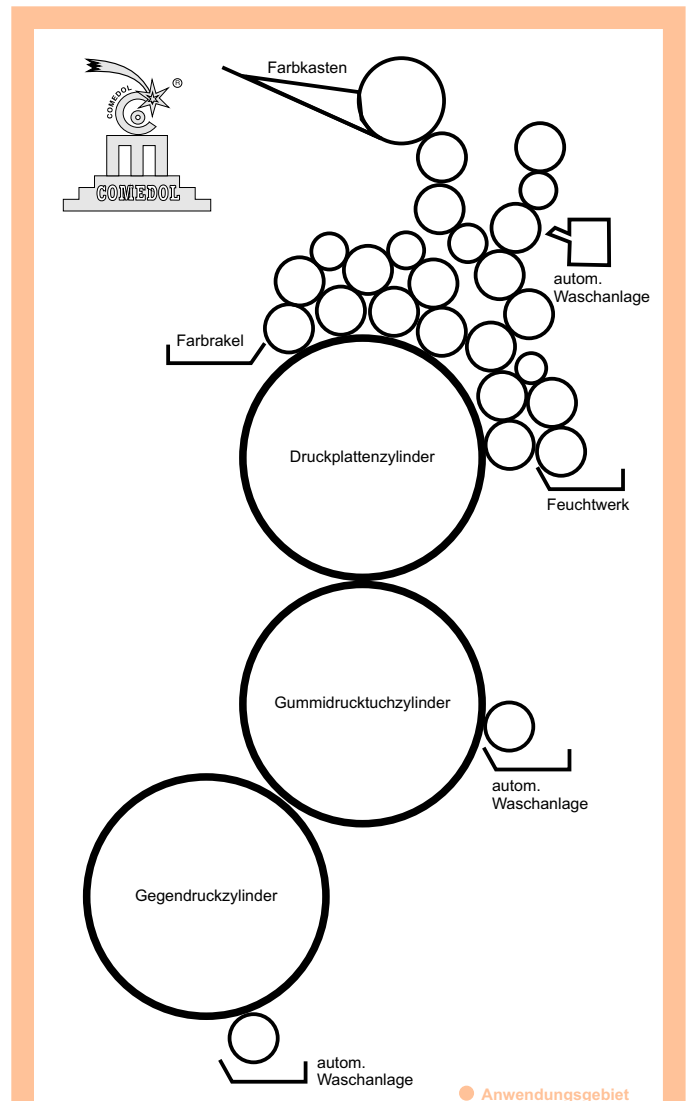 Farbkasten
®
COMEDOL
COMEDOL
autom.
Waschanlage
Farbrakel
Druckplattenzylinder
Feuchtwerk
Gummidrucktuchzylinder
autom.
Waschanlage
Gegendruckzylinder
autom.
Waschanlage
Anwendungsgebiet